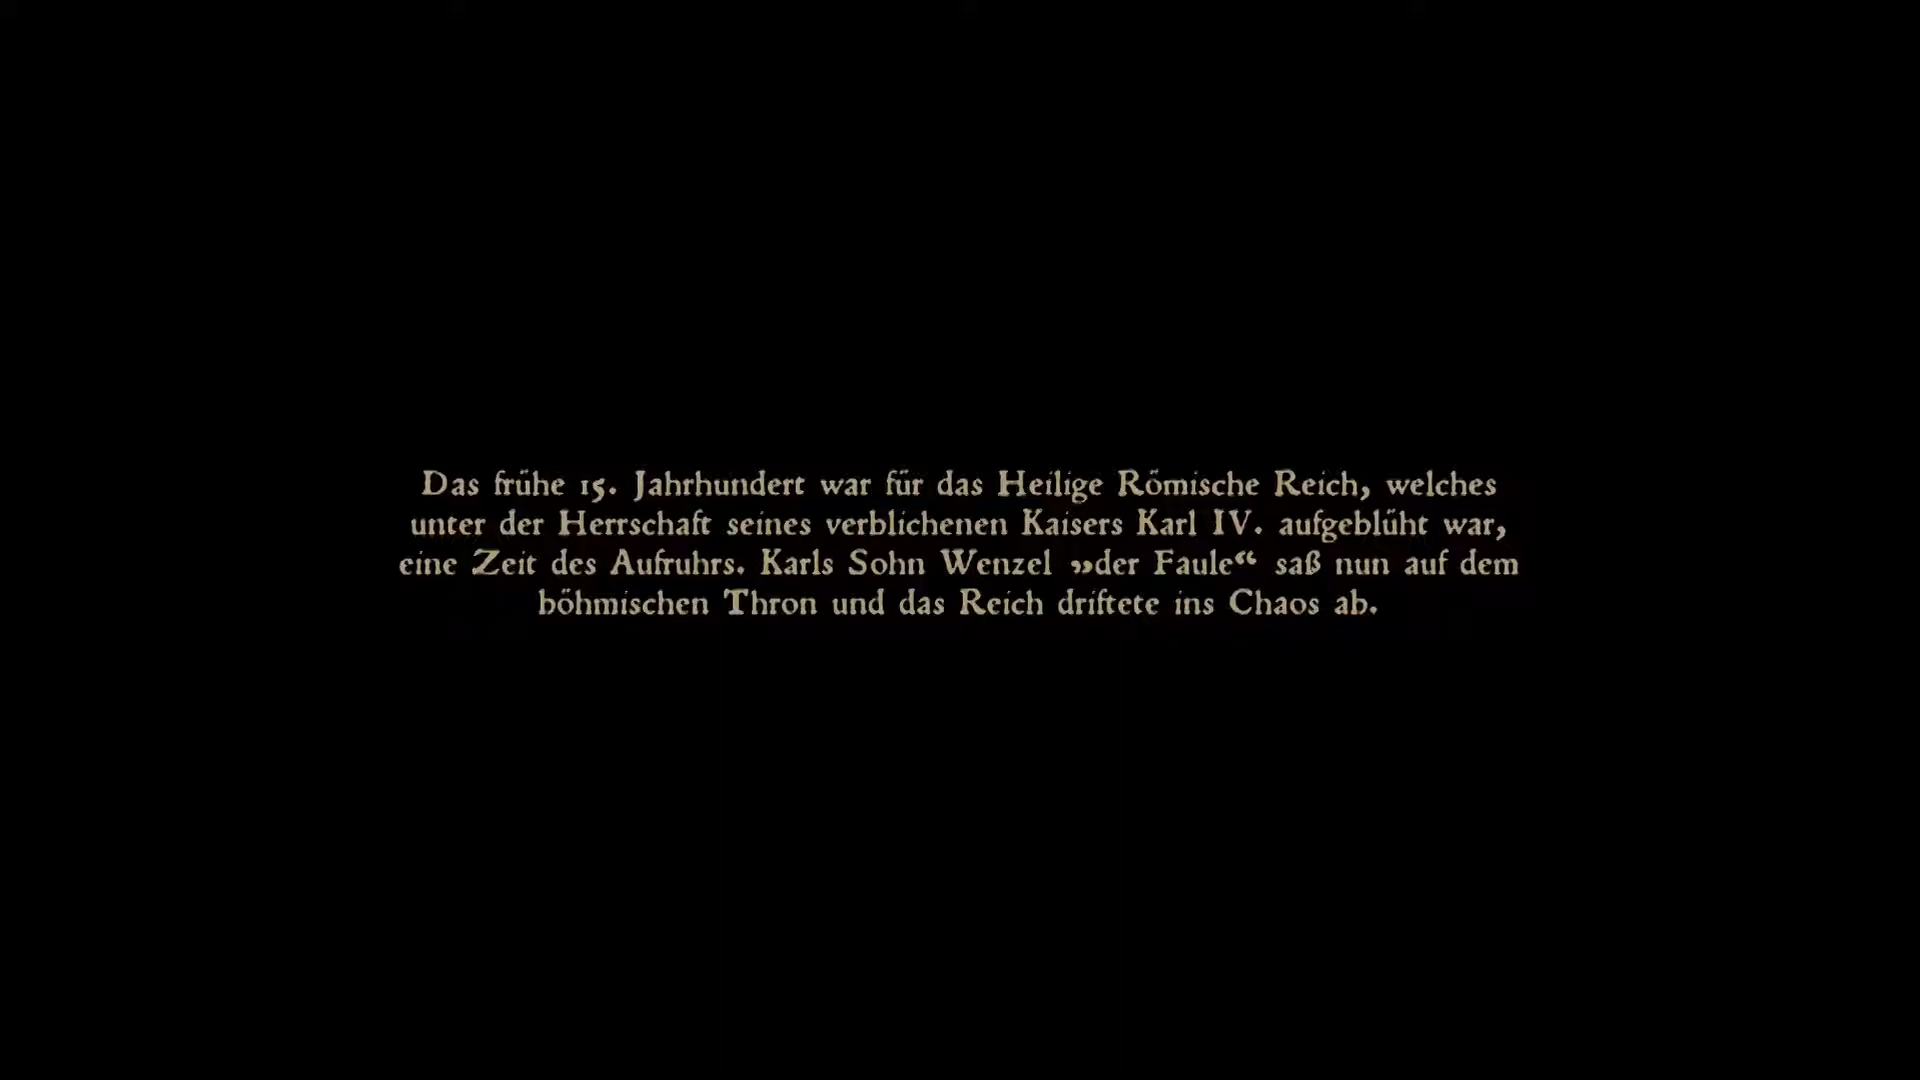 Das frühe 15. Jahrhundert war für das Heilige Römische Reich, welches
unter der Herrschaft seines verblichenen Kaisers Karl IV. aufgeblüht war,
eine Zeit des Aufruhrs. Karls Sohn Wenzel „der Faule“ saß nun auf dem
böhmischen Thron und das Reich driftete ins Chaos ab.